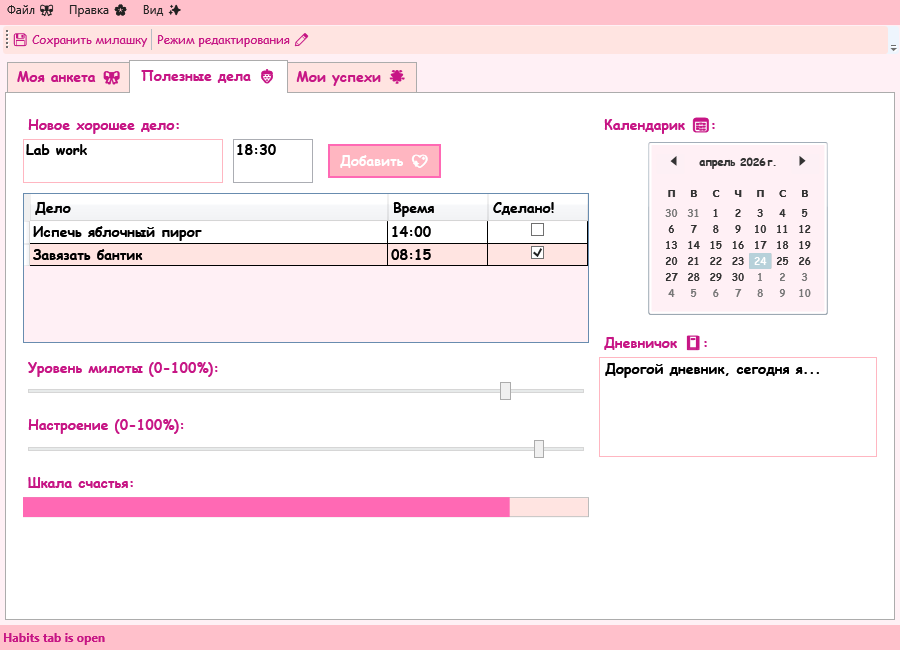 Файл Правка Вид
Сохранить милашку Режим редактирования
Моя анкета Полезные дела Мои успехи
Новое хорошее дело:
Lab work 18:30 Добавить
Дело Время Сделано!
Испечь яблочный пирог 14:00
Завязать бантик 08:15
Уровень милоты (0-100%):
Настроение (0-100%):
Шкала счастья:
Календарик :
апрель 2026 г.
П В С Ч П С В
30 31 1 2 3 4 5
6 7 8 9 10 11 12
13 14 15 16 17 18 19
20 21 22 23 24 25 26
27 28 29 30 1 2 3
4 5 6 7 8 9 10
Дневничок :
Дорогой дневник, сегодня я...
Habits tab is open